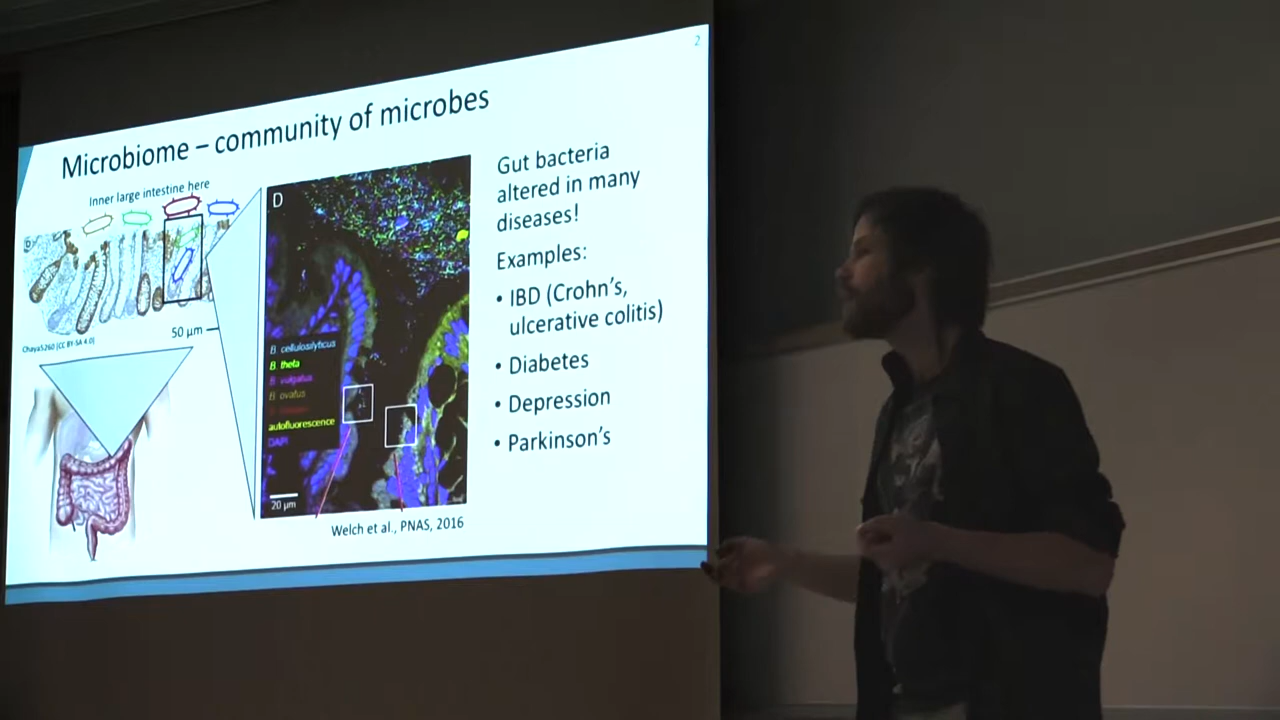 2
Microbiome – community of microbes
Inner large intestine here
50 µm
Chaya5260 (CC BY-SA 4.0)
D
B. cellulosilyticus
B. theta
B. vulgatus
B. ovatus
autofluorescence
DAPI
20 µm
Welch et al., PNAS, 2016
Gut bacteria
altered in many
diseases!
Examples:
• IBD (Crohn's,
ulcerative colitis)
• Diabetes
• Depression
• Parkinson's